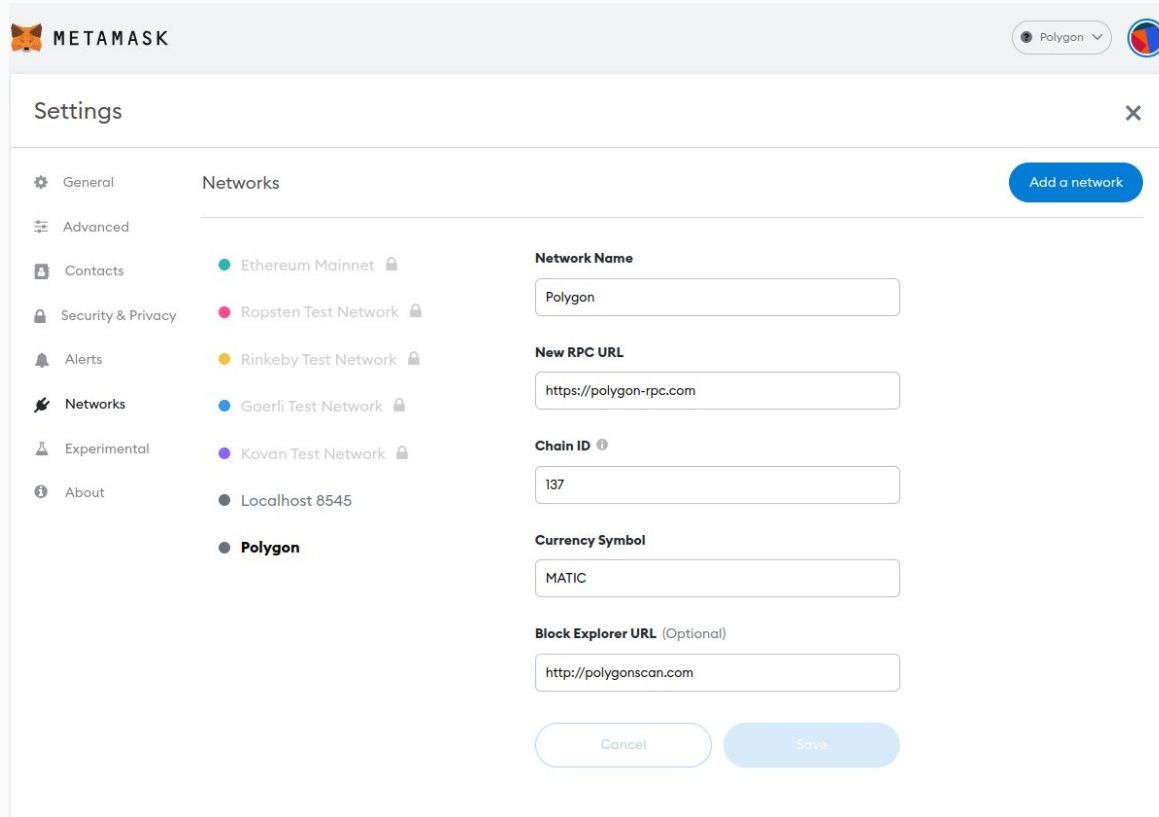 METAMASK
Polygon
Settings
General
Advanced
Contacts
Security & Privacy
Alerts
Networks
Experimental
About
Networks
Add a network
Ethereum Mainnet
Ropsten Test Network
Rinkeby Test Network
Goerli Test Network
Kovan Test Network
Localhost 8545
Polygon
Network Name
Polygon
New RPC URL
https://polygon-rpc.com
Chain ID
137
Currency Symbol
MATIC
Block Explorer URL (Optional)
http://polygonscan.com
Cancel
Save